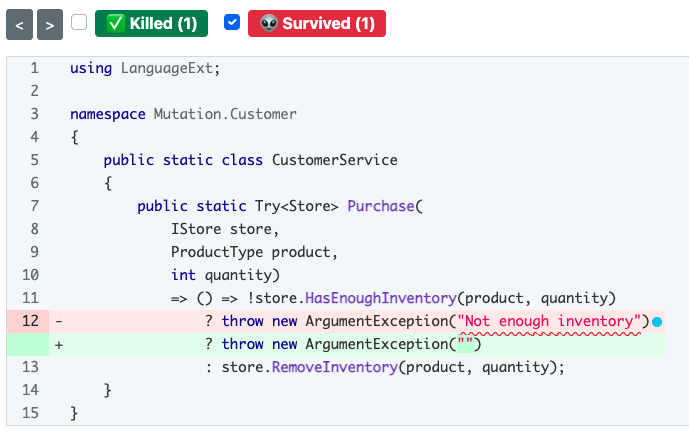 < > ✅ Killed (1) 👽 Survived (1)
1 using LanguageExt;
2
3 namespace Mutation.Customer
4 {
5     public static class CustomerService
6     {
7         public static Try<Store> Purchase(
8             IStore store,
9             ProductType product,
10             int quantity)
11             => () => !store.HasEnoughInventory(product, quantity)
12 -                 ? throw new ArgumentException("Not enough inventory")
+                 ? throw new ArgumentException("")
13                 : store.RemoveInventory(product, quantity);
14     }
15 }